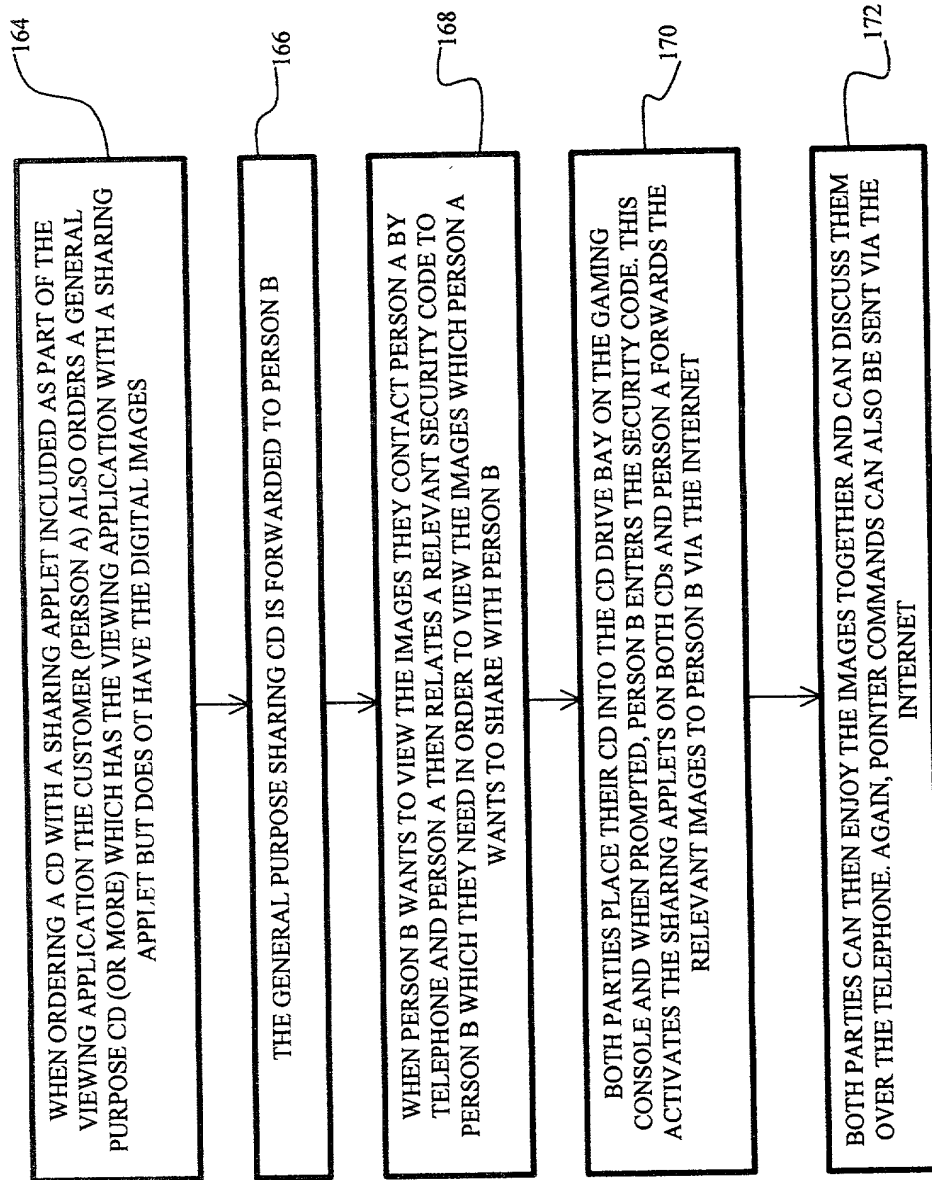 WHEN ORDERING A CD WITH A SHARING APPLET INCLUDED AS PART OF THE
VIEWING APPLICATION THE CUSTOMER (PERSON A) ALSO ORDERS A GENERAL
PURPOSE CD (OR MORE) WHICH HAS THE VIEWING APPLICATION WITH A SHARING
APPLET BUT DOES OT HAVE THE DIGITAL IMAGES
164
THE GENERAL PURPOSE SHARING CD IS FORWARDED TO PERSON B
166
WHEN PERSON B WANTS TO VIEW THE IMAGES THEY CONTACT PERSON A BY
TELEPHONE AND PERSON A THEN RELATES A RELEVANT SECURITY CODE TO
PERSON B WHICH THEY NEED IN ORDER TO VIEW THE IMAGES WHICH PERSON A
WANTS TO SHARE WITH PERSON B
168
BOTH PARTIES PLACE THEIR CD INTO THE CD DRIVE BAY ON THE GAMING
CONSOLE AND WHEN PROMPTED, PERSON B ENTERS THE SECURITY CODE. THIS
ACTIVATES THE SHARING APPLETS ON BOTH CDs AND PERSON A FORWARDS THE
RELEVANT IMAGES TO PERSON B VIA THE INTERNET
170
BOTH PARTIES CAN THEN ENJOY THE IMAGES TOGETHER AND CAN DISCUSS THEM
OVER THE TELEPHONE. AGAIN, POINTER COMMANDS CAN ALSO BE SENT VIA THE
INTERNET
172